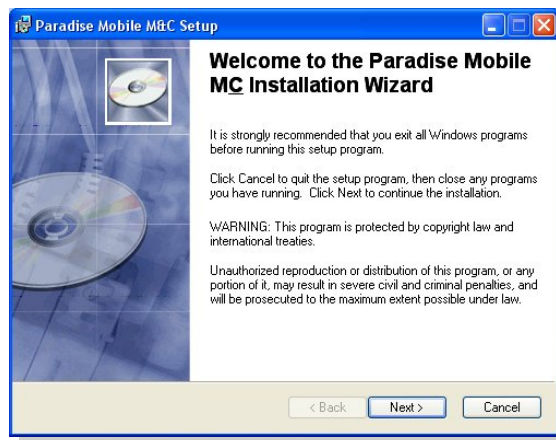 Paradise Mobile M&C Setup
Welcome to the Paradise Mobile
MC Installation Wizard
It is strongly recommended that you exit all Windows programs
before running this setup program.
Click Cancel to quit the setup program, then close any programs
you have running. Click Next to continue the installation.
WARNING: This program is protected by copyright law and
international treaties.
Unauthorized reproduction or distribution of this program, or any
portion of it, may result in severe civil and criminal penalties, and
will be prosecuted to the maximum extent possible under law.
< Back Next > Cancel